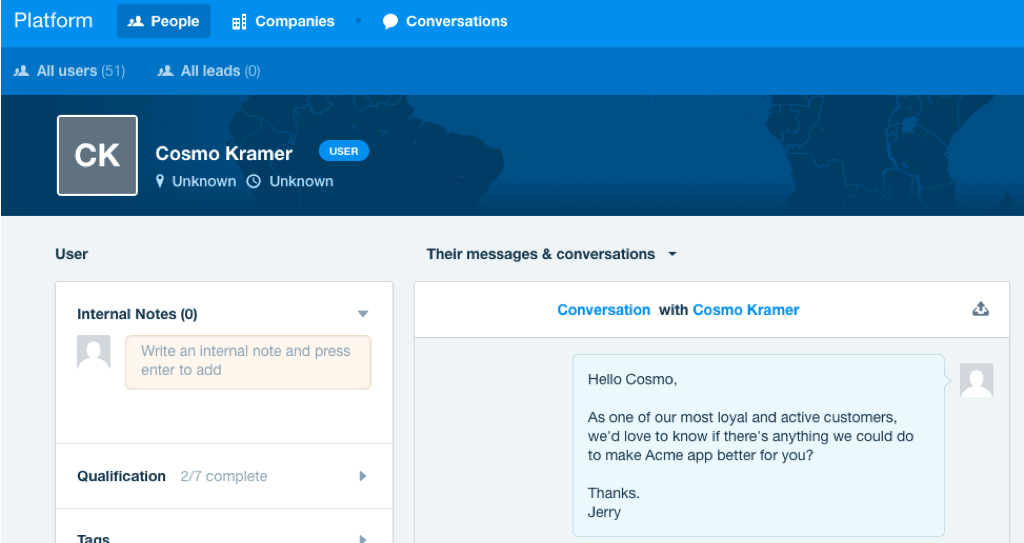 Platform People Companies Conversations
All users (51) All leads (0)
CK
Cosmo Kramer USER
Unknown Unknown
User
Internal Notes (0)
Write an internal note and press
enter to add
Qualification 2/7 complete
Tags
Their messages & conversations
Conversation with Cosmo Kramer
Hello Cosmo,
As one of our most loyal and active customers,
we'd love to know if there's anything we could do
to make Acme app better for you?
Thanks.
Jerry